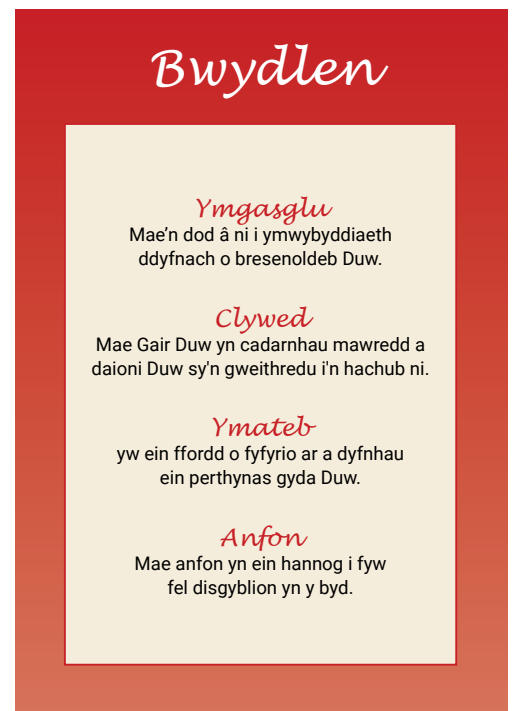 Bwydlen
Ymgasglu
Mae’n dod â ni i ymwybyddiaeth
ddyfnach o bresenoldeb Duw.
Clywed
Mae Gair Duw yn cadarnhau mawredd a
daioni Duw sy'n gweithredu i'n hachub ni.
Ymateb
yw ein ffordd o fyfyrio ar a dyfnhau
ein perthynas gyda Duw.
Anfon
Mae anfon yn ein hannog i fyw
fel disgyblion yn y byd.